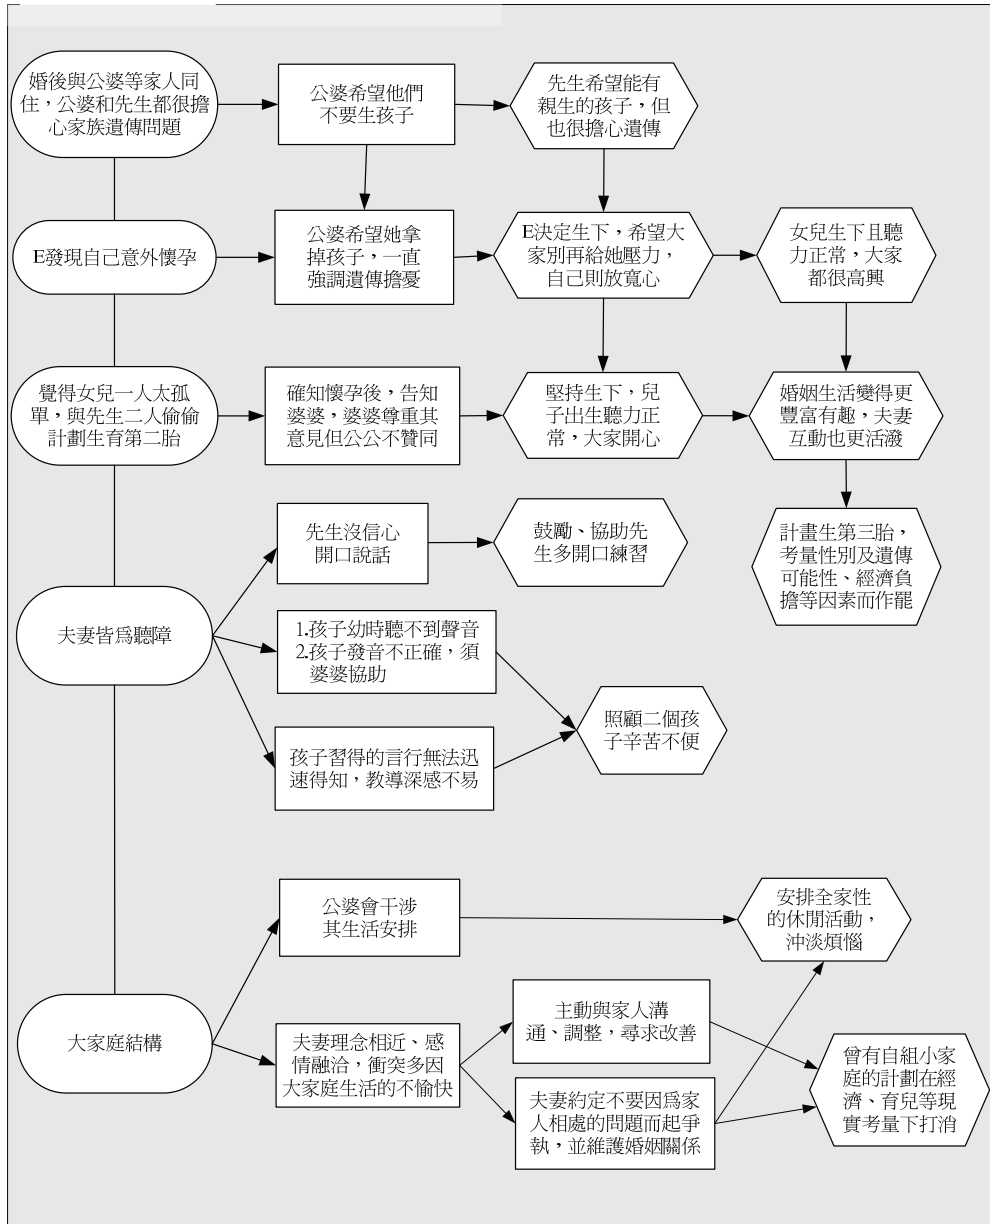 婚後與公婆等家人同
住，公婆和先生都很擔
心家族遺傳問題
公婆希望他們
不要生孩子
先生希望能有
親生的孩子，但
也很擔心遺傳
E發現自己意外懷孕
公婆希望她拿
掉孩子，一直
強調遺傳擔憂
E決定生下，希望大
家別再給她壓力，
自己則放寬心
女兒生下且聽
力正常，大家
都很高興
覺得女兒一人太孤
單，與先生二人偷偷
計劃生育第二胎
確知懷孕後，告知
婆婆，婆婆尊重其
意見但公公不贊同
堅持生下，兒
子出生聽力正
常，大家開心
婚姻生活變得更
豐富有趣，夫妻
互動也更活潑
計畫生第三胎，
考量性別及遺傳
可能性、經濟負
擔等因素而作罷
夫妻皆為聽障
先生沒信心
開口說話
鼓勵、協助先
生多開口練習
1.孩子幼時聽不到聲音
2.孩子發音不正確，須
婆婆協助
孩子習得的言行無法迅
速得知，教導深感不易
照顧二個孩
子辛苦不便
大家庭結構
公婆會干涉
其生活安排
安排全家性
的休閒活動，
沖淡煩惱
夫妻理念相近、感
情融洽，衝突多因
大家庭生活的不愉快
主動與家人溝
通、調整，尋求改善
夫妻約定不要因為家
人相處的問題而起爭
執，並維護婚姻關係
曾有自組小家
庭的計劃在經
濟、育兒等現
實考量下打消